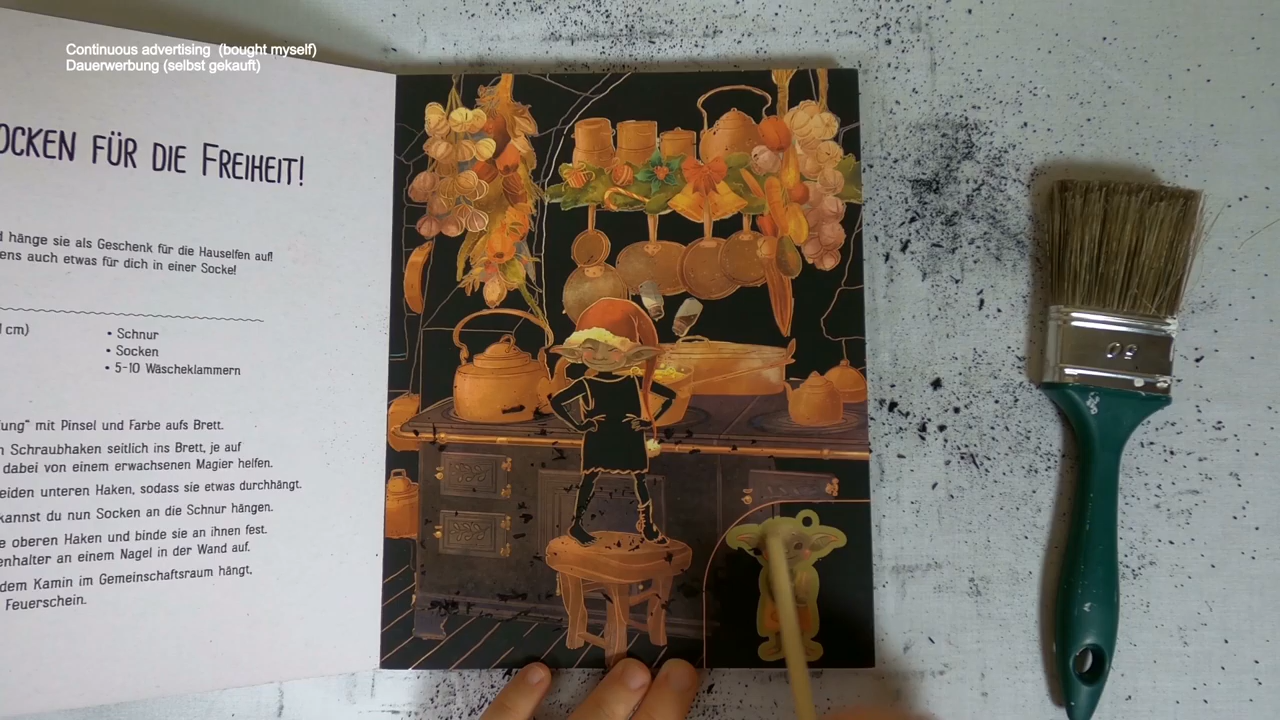 Continuous advertising (bought myself)
Dauerwerbung (selbst gekauft)
OCKEN FÜR DIE FREIHEIT!
d hänge sie als Geschenk für die Hauselfen auf!
ens auch etwas für dich in einer Socke!
1 cm)
• Schnur
• Socken
• 5-10 Wäscheklammern
fung" mit Pinsel und Farbe aufs Brett.
n Schraubhaken seitlich ins Brett, je auf
dabei von einem erwachsenen Magier helfen.
eiden unteren Haken, sodass sie etwas durchhängt.
kannst du nun Socken an die Schnur hängen.
e oberen Haken und binde sie an ihnen fest.
enhalter an einem Nagel in der Wand auf.
dem Kamin im Gemeinschaftsraum hängt,
Feuerschein.
50